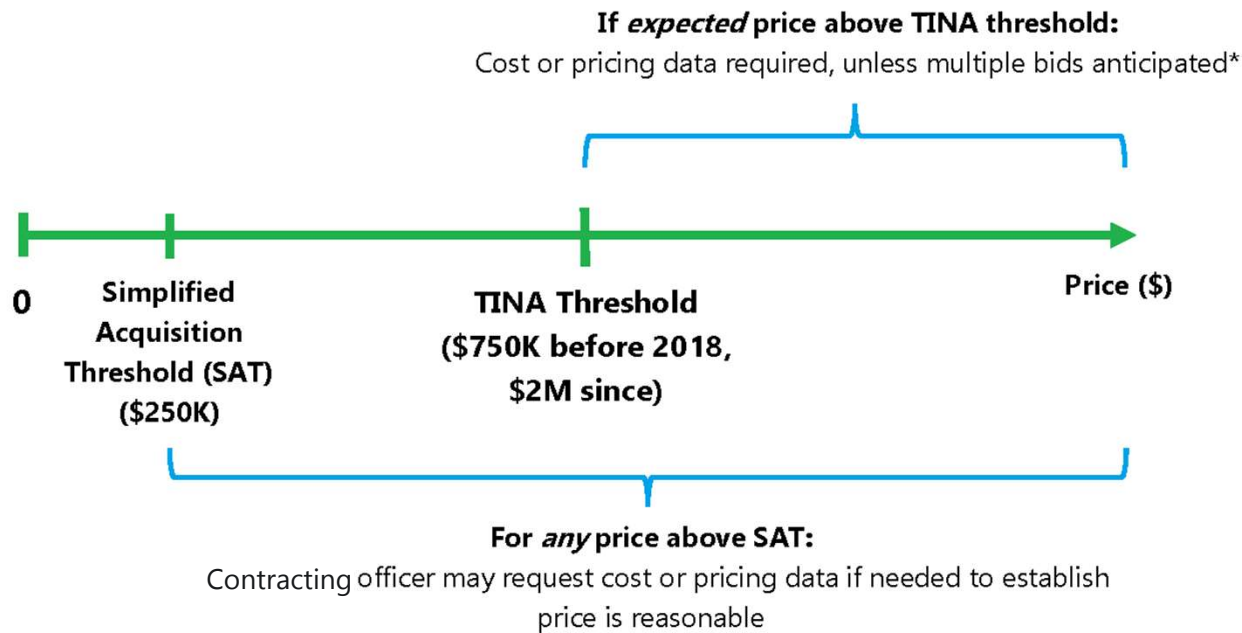 If expected price above TINA threshold:
Cost or pricing data required, unless multiple bids anticipated*
0
Simplified
Acquisition
Threshold (SAT)
($250K)
TINA Threshold
($750K before 2018,
$2M since)
Price ($)
For any price above SAT:
Contracting officer may request cost or pricing data if needed to establish
price is reasonable